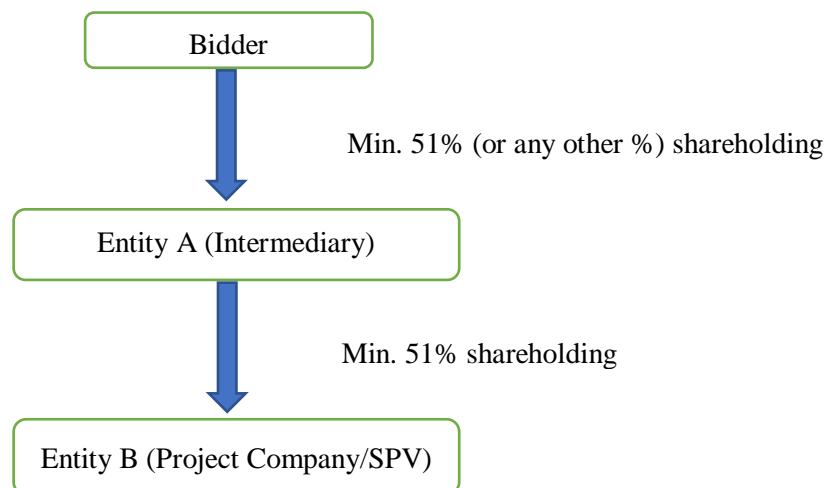 Bidder
Min. 51% (or any other %) shareholding
Entity A (Intermediary)
Min. 51% shareholding
Entity B (Project Company/SPV)